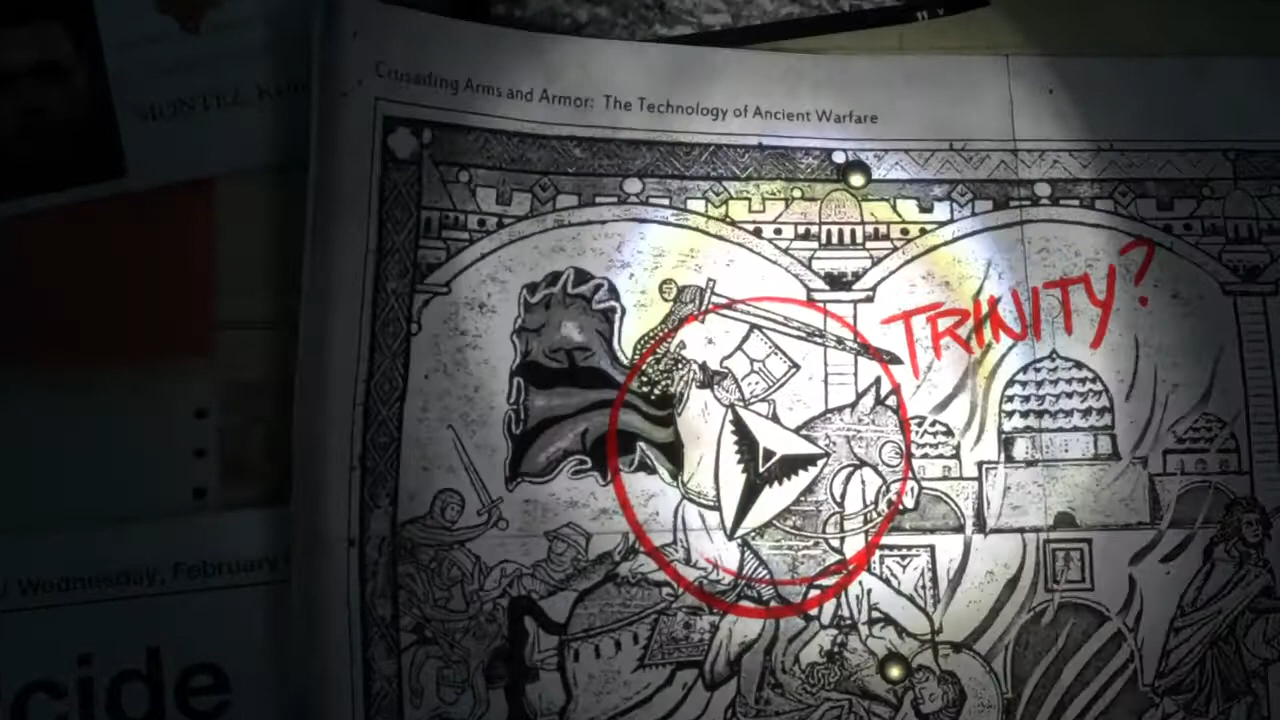 Crusading Arms and Armor: The Technology of Ancient Warfare
TRINITY?
Wednesday, February
cide